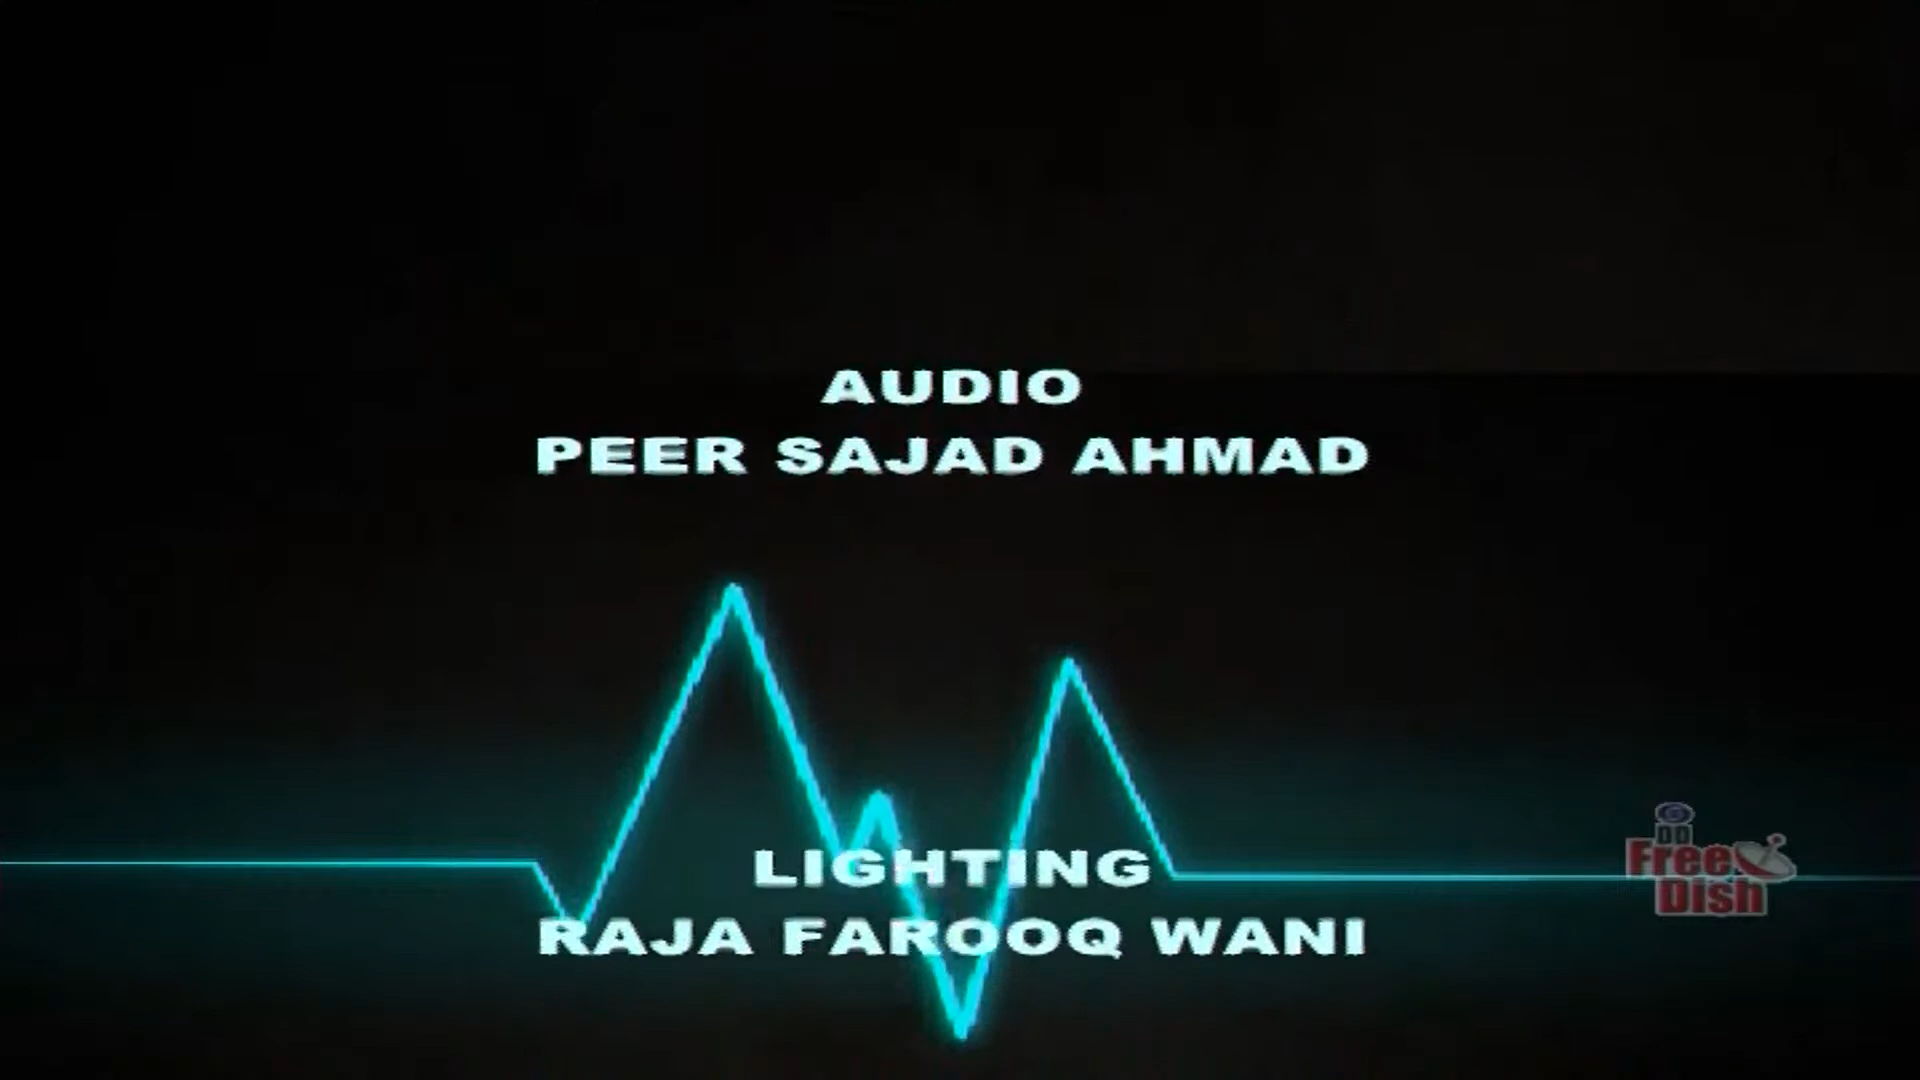 AUDIO
PEER SAJAD AHMAD
LIGHTING
RAJA FAROOQ WANI
DD
Free
Dish